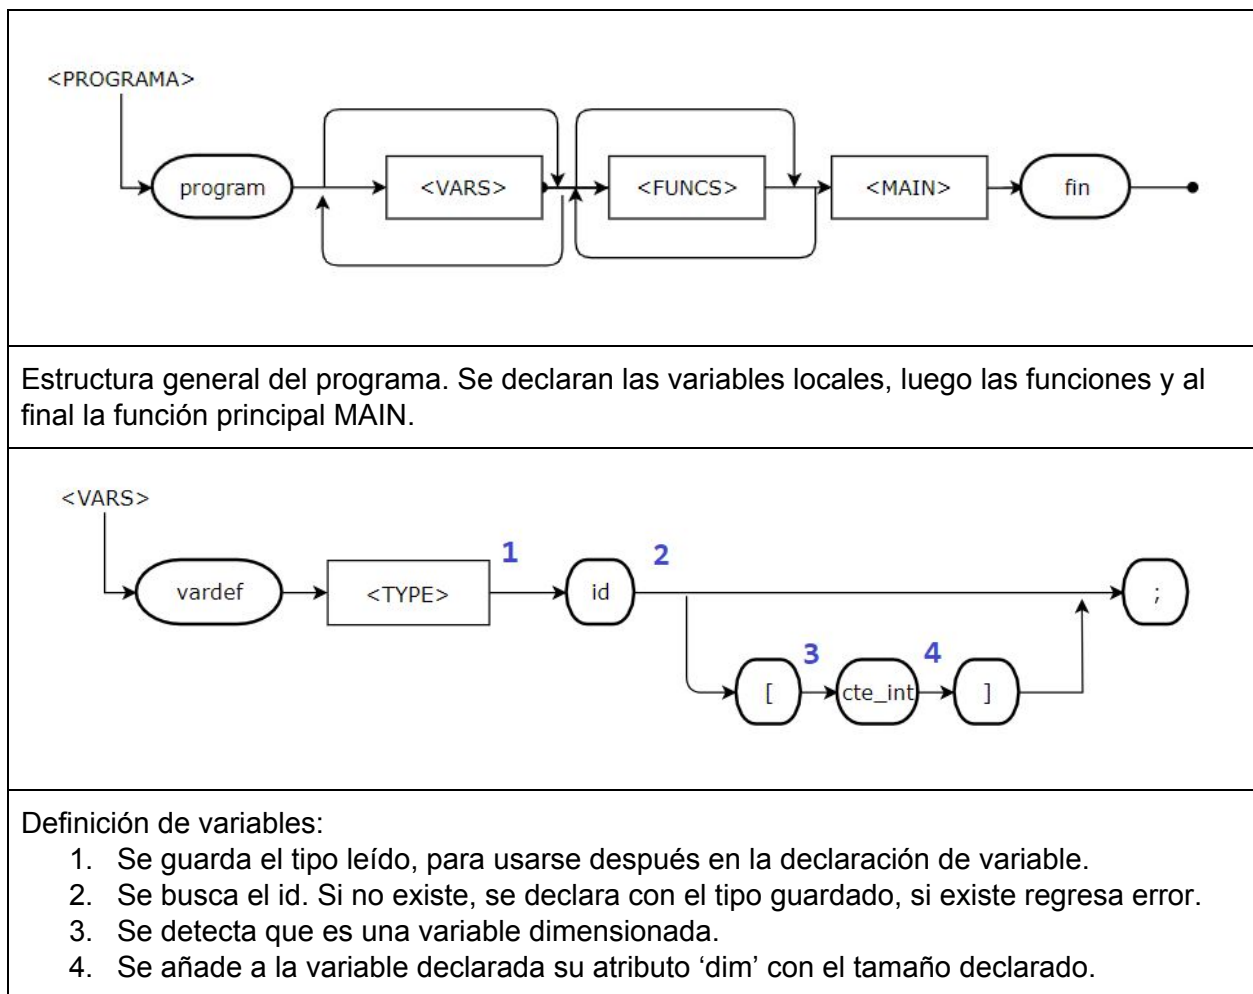 <PROGRAMA>
program <VARS> <FUNCS> <MAIN> fin
Estructura general del programa. Se declaran las variables locales, luego las funciones y al
final la función principal MAIN.
<VARS>
1 2
vardef <TYPE> id ;
3 4
[ cte_int ]
Definición de variables:
1. Se guarda el tipo leído, para usarse después en la declaración de variable.
2. Se busca el id. Si no existe, se declara con el tipo guardado, si existe regresa error.
3. Se detecta que es una variable dimensionada.
4. Se añade a la variable declarada su atributo ‘dim’ con el tamaño declarado.